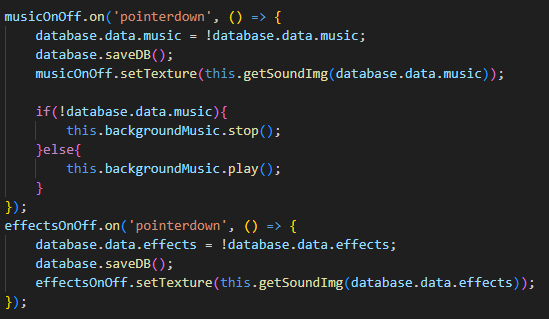 musicOnOff.on('pointerdown', () => {
    database.data.music = !database.data.music;
    database.saveDB();
    musicOnOff.setTexture(this.getSoundImg(database.data.music));

    if(!database.data.music){
        this.backgroundMusic.stop();
    }else{
        this.backgroundMusic.play();
    }
});
effectsOnOff.on('pointerdown', () => {
    database.data.effects = !database.data.effects;
    database.saveDB();
    effectsOnOff.setTexture(this.getSoundImg(database.data.effects));
});